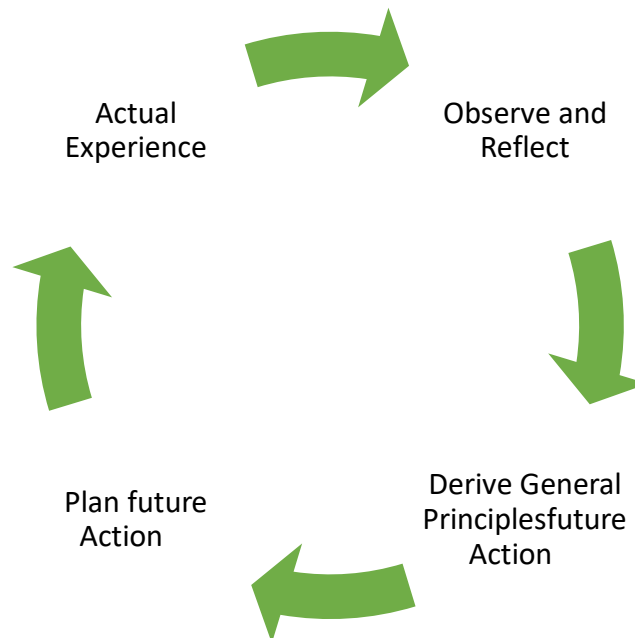 Actual
Experience
Observe and
Reflect
Derive General
Principlesfuture
Action
Plan future
Action